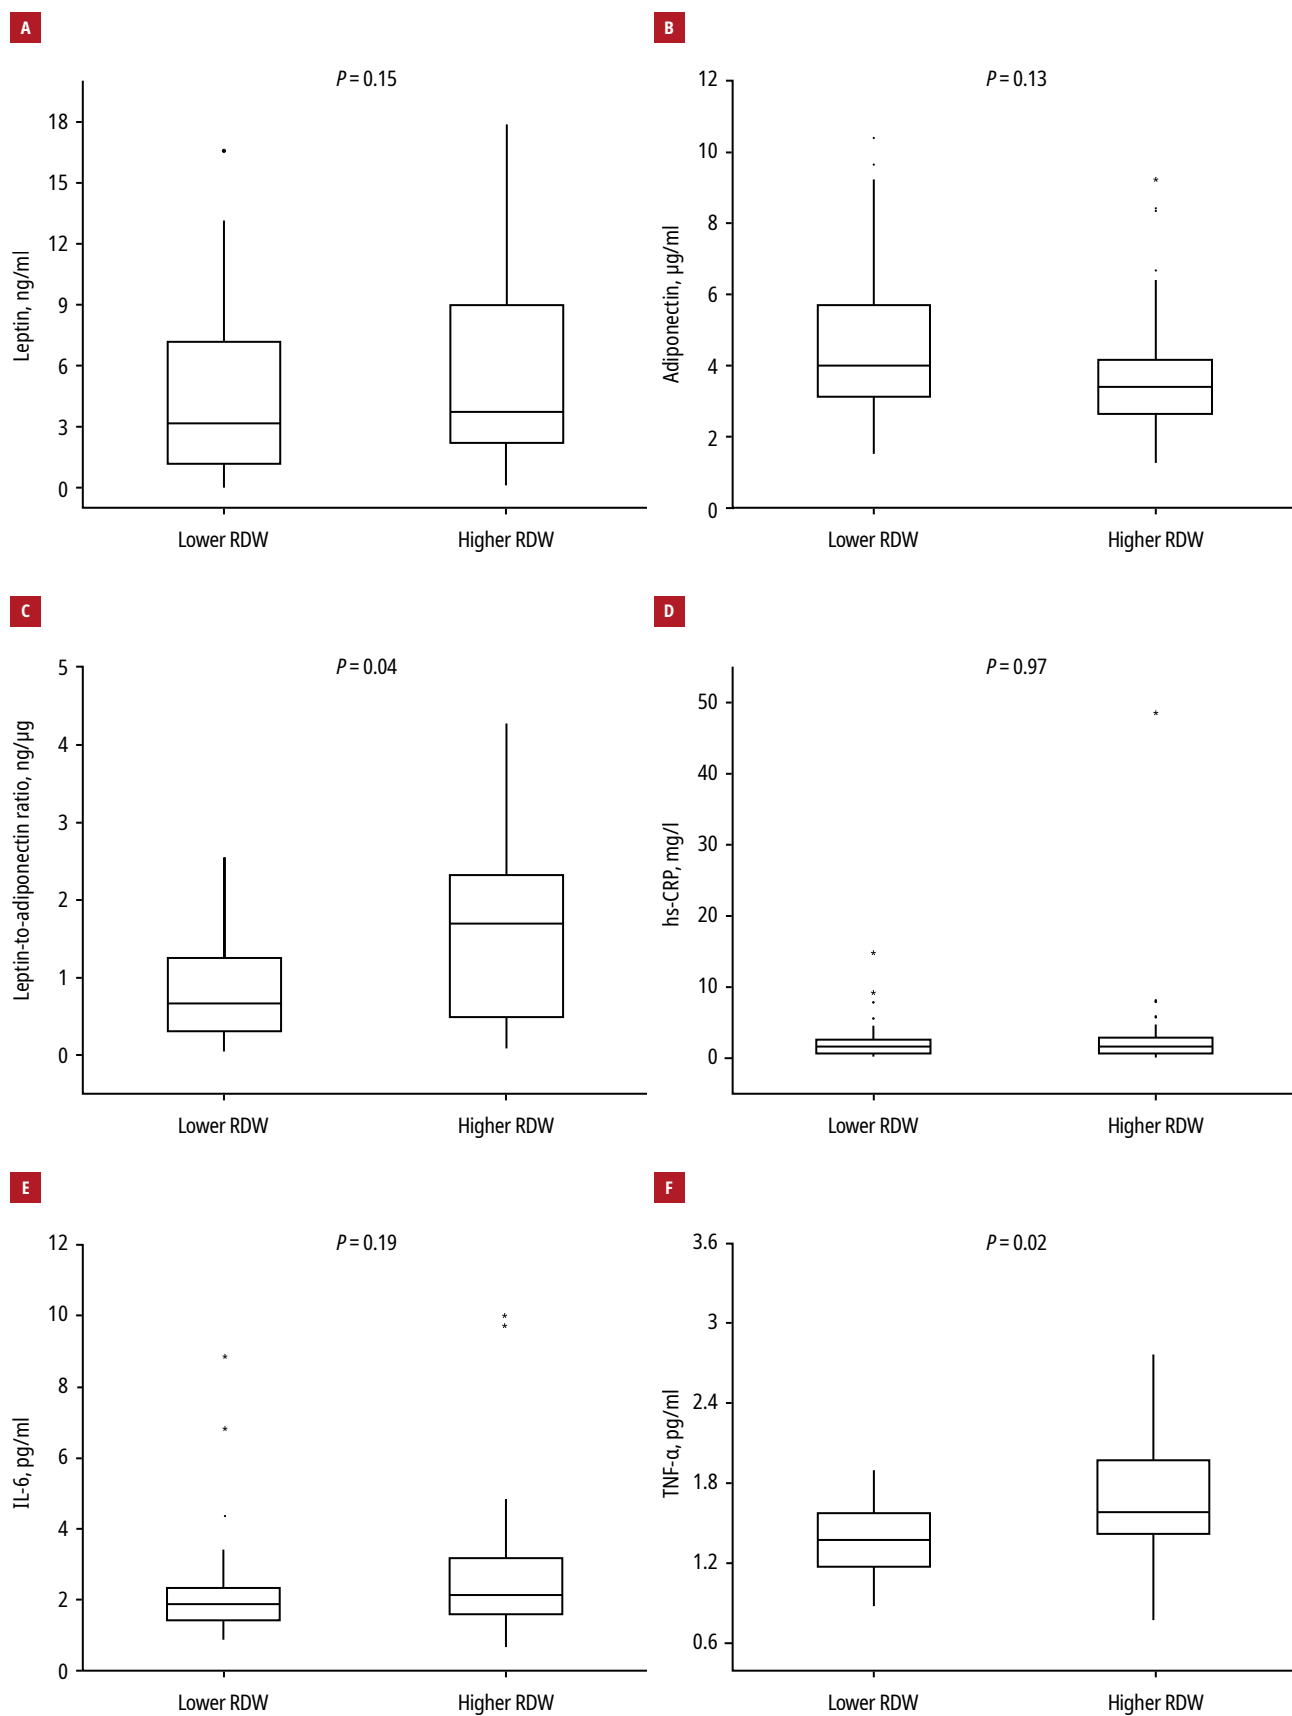 A
P = 0.15
Leptin, ng/ml
18
15
12
9
6
3
0
Lower RDW
Higher RDW
B
P = 0.13
Adiponectin, µg/ml
12
10
8
6
4
2
0
Lower RDW
Higher RDW
C
P = 0.04
Leptin-to-adiponectin ratio, ng/µg
5
4
3
2
1
0
Lower RDW
Higher RDW
D
P = 0.97
hs-CRP, mg/l
50
40
30
20
10
0
Lower RDW
Higher RDW
E
P = 0.19
IL-6, pg/ml
12
10
8
6
4
2
0
Lower RDW
Higher RDW
F
P = 0.02
TNF-α, pg/ml
3.6
3
2.4
1.8
1.2
0.6
Lower RDW
Higher RDW